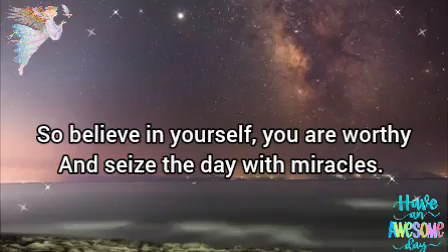 So believe in yourself, you are worthy
And seize the day with miracles.
Have
an
AWESOME
day